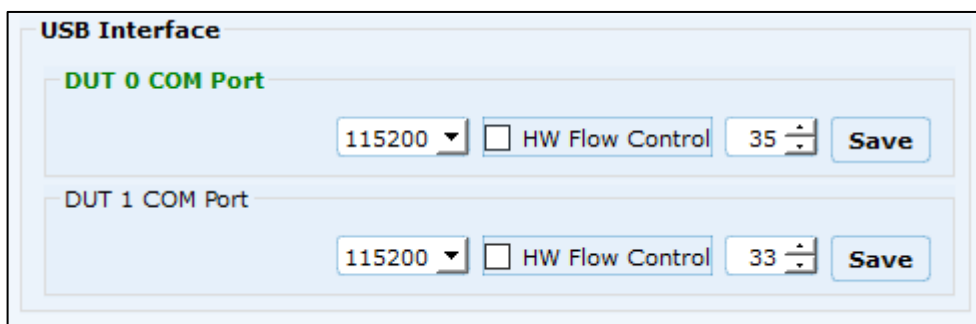 USB Interface
DUT 0 COM Port
115200 HW Flow Control 35 Save
DUT 1 COM Port
115200 HW Flow Control 33 Save